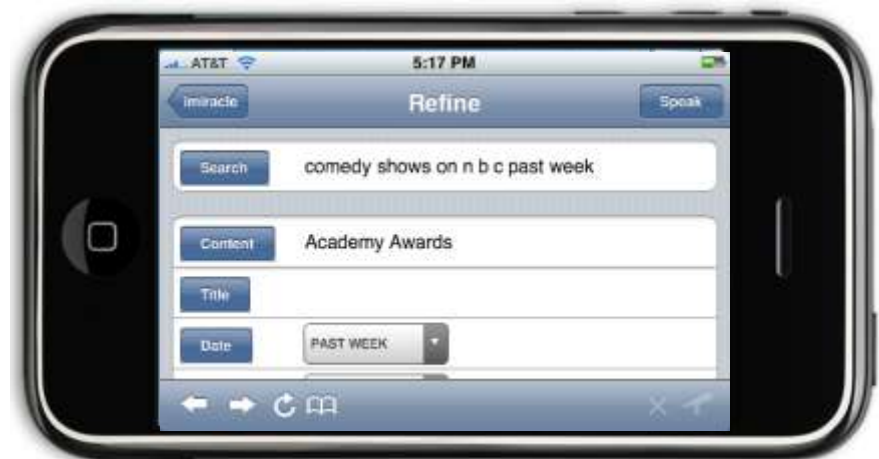 AT&T 5:17 PM
imiracle Refine Speak
Search comedy shows on n b c past week
Content Academy Awards
Title
Date PAST WEEK